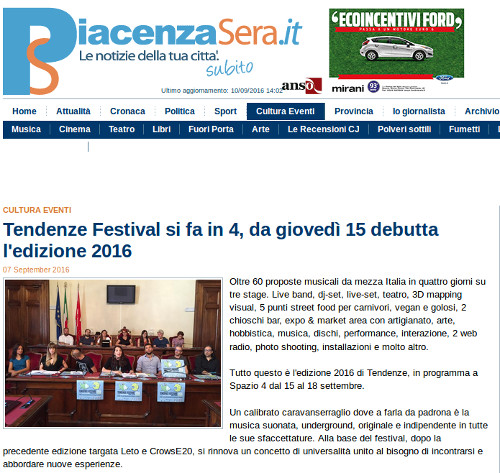 PiacenzaSera.it
Le notizie della tua citta'.
subito
Ultimo aggiornamento: 10/09/2016 14:02
anso
'ECOINCENTIVI FORD'
mirani
93
Home Attualità Cronaca Politica Sport Cultura Eventi Provincia Io giornalista Archivio
Musica Cinema Teatro Libri Fuori Porta Arte Le Recensioni CJ Polveri sottili Fumetti
CULTURA EVENTI
Tendenze Festival si fa in 4, da giovedì 15 debutta
l'edizione 2016
07 September 2016
Oltre 60 proposte musicali da mezza Italia in quattro giorni su
tre stage. Live band, dj-set, live-set, teatro, 3D mapping
visual, 5 punti street food per carnivori, vegan e golosi, 2
chioschi bar, expo & market area con artigianato, arte,
hobbistica, musica, dischi, performance, interazione, 2 web
radio, photo shooting, installazioni e molto altro.
Tutto questo è l'edizione 2016 di Tendenze, in programma a
Spazio 4 dal 15 al 18 settembre.
Un calibrato caravanserraglio dove a farla da padrona è la
musica suonata, underground, originale e indipendente in tutte
le sue sfaccettature. Alla base del festival, dopo la
precedente edizione targata Leto e CrowsE20, si rinnova un concetto di universalità unito al bisogno di incontrarsi e
abbordare nuove esperienze.